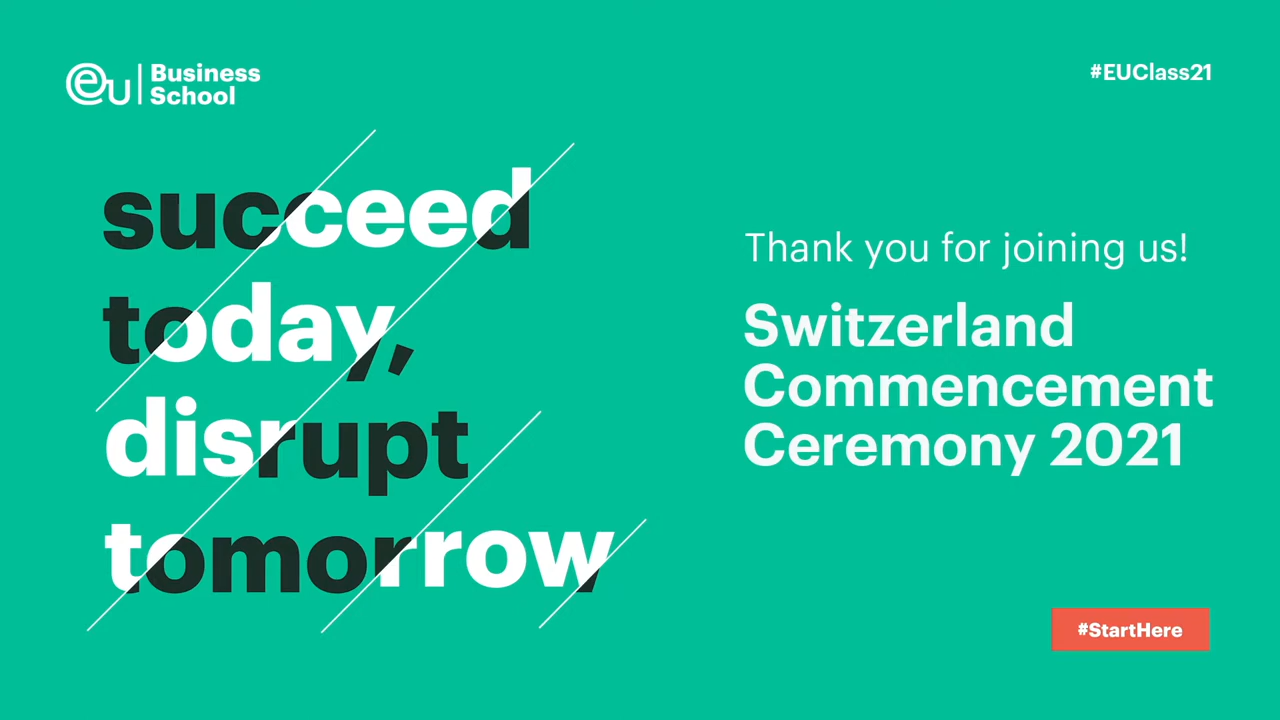 eu Business
School
#EUClass21
succeed
today,
disrupt
tomorrow
Thank you for joining us!
Switzerland
Commencement
Ceremony 2021
#StartHere